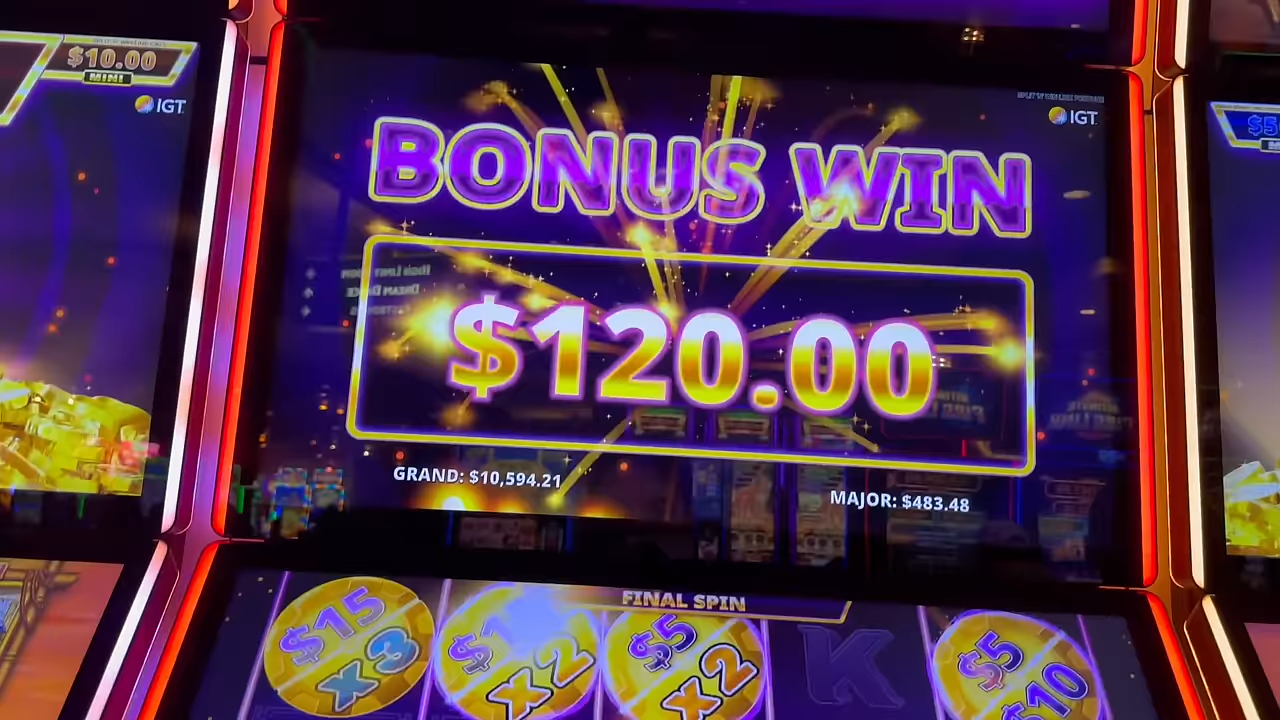 $10.00
MINI
IGT
IGT
BONUS WIN
$120.00
GRAND: $10,594.21
MAJOR: $483.48
FINAL SPIN
$15
x3
x2
$5
x2
K
$5
$10